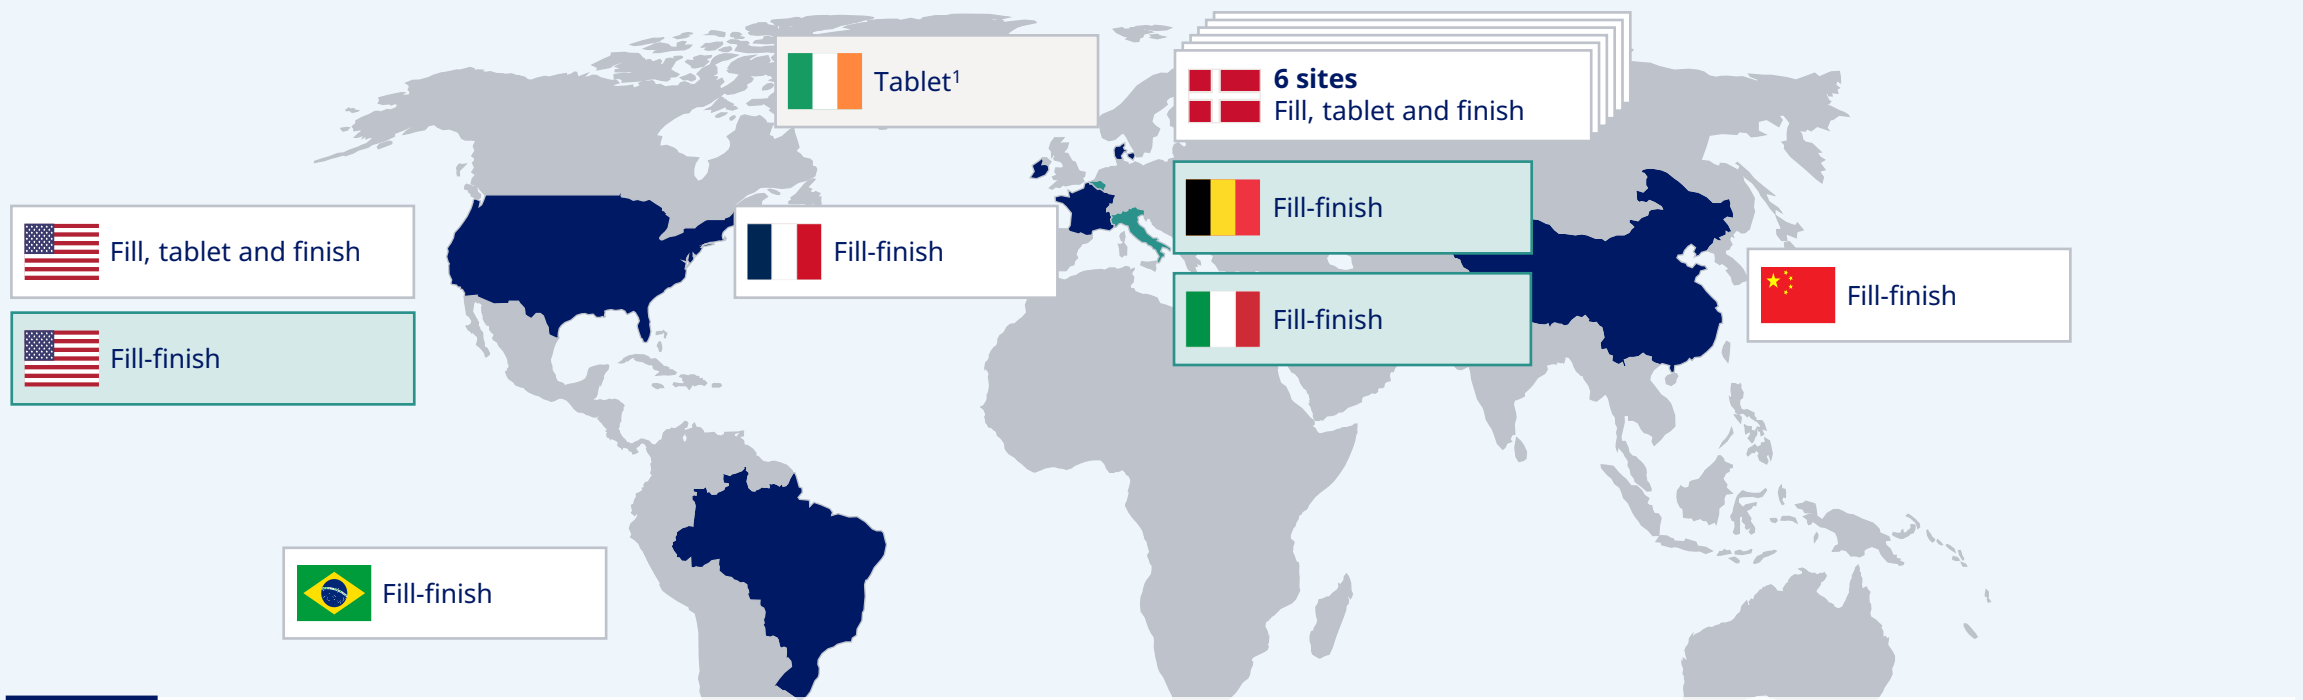 Tablet¹
6 sites
Fill, tablet and finish
Fill-finish
Fill, tablet and finish
Fill-finish
Fill-finish
Fill-finish
Fill-finish
Fill-finish